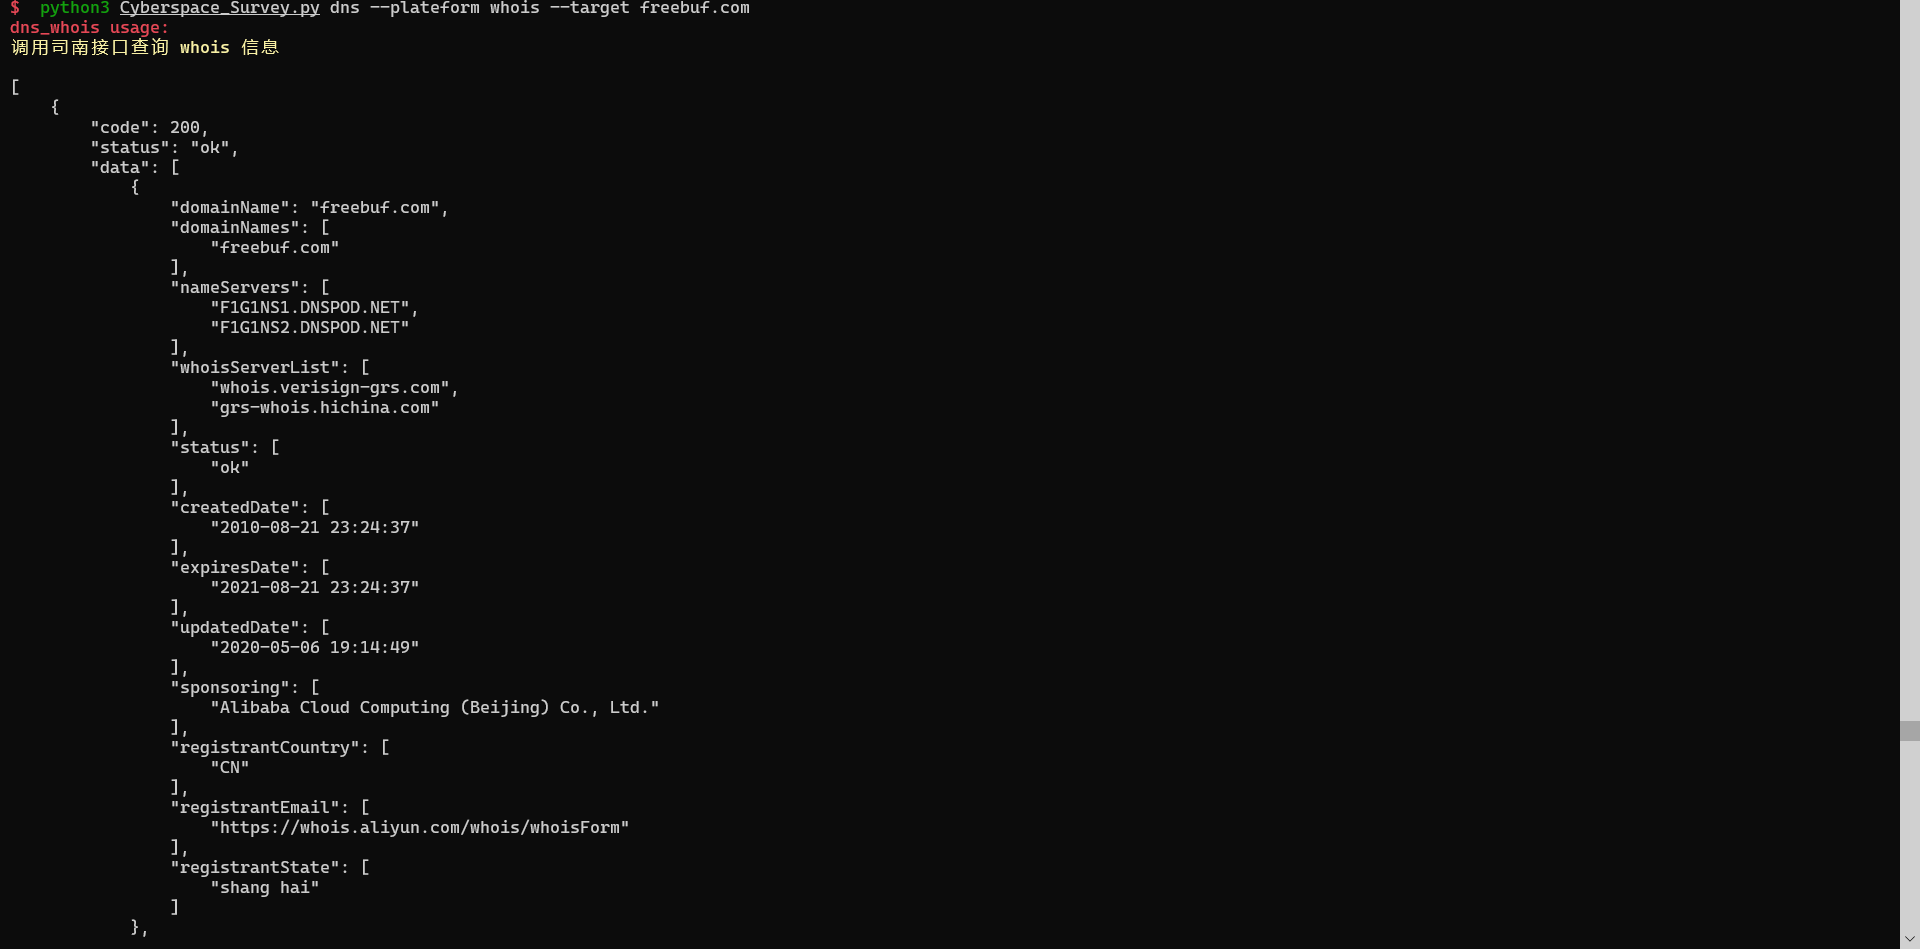 $  python3 Cyberspace_Survey.py dns --plateform whois --target freebuf.com
dns_whois usage:
调用司南接口查询 whois 信息
[
    {
        "code": 200,
        "status": "ok",
        "data": [
            {
                "domainName": "freebuf.com",
                "domainNames": [
                    "freebuf.com"
                ],
                "nameServers": [
                    "F1G1NS1.DNSPOD.NET",
                    "F1G1NS2.DNSPOD.NET"
                ],
                "whoisServerList": [
                    "whois.verisign-grs.com",
                    "grs-whois.hichina.com"
                ],
                "status": [
                    "ok"
                ],
                "createdDate": [
                    "2010-08-21 23:24:37"
                ],
                "expiresDate": [
                    "2021-08-21 23:24:37"
                ],
                "updatedDate": [
                    "2020-05-06 19:14:49"
                ],
                "sponsoring": [
                    "Alibaba Cloud Computing (Beijing) Co., Ltd."
                ],
                "registrantCountry": [
                    "CN"
                ],
                "registrantEmail": [
                    "https://whois.aliyun.com/whois/whoisForm"
                ],
                "registrantState": [
                    "shang hai"
                ]
            },